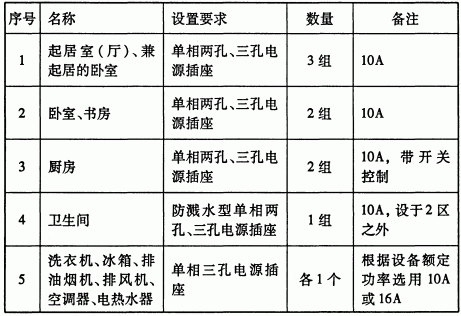 序号 名称 设置要求 数量 备注
1 起居室(厅)、兼起居的卧室 单相两孔、三孔电源插座 3组 10A
2 卧室、书房 单相两孔、三孔电源插座 2组 10A
3 厨房 单相两孔、三孔电源插座 2组 10A,带开关控制
4 卫生间 防溅水型单相两孔、三孔电源插座 1组 10A,设于2区之外
5 洗衣机、冰箱、排油烟机、排风机、空调器、电热水器 单相三孔电源插座 各1个 根据设备额定功率选用10A或16A